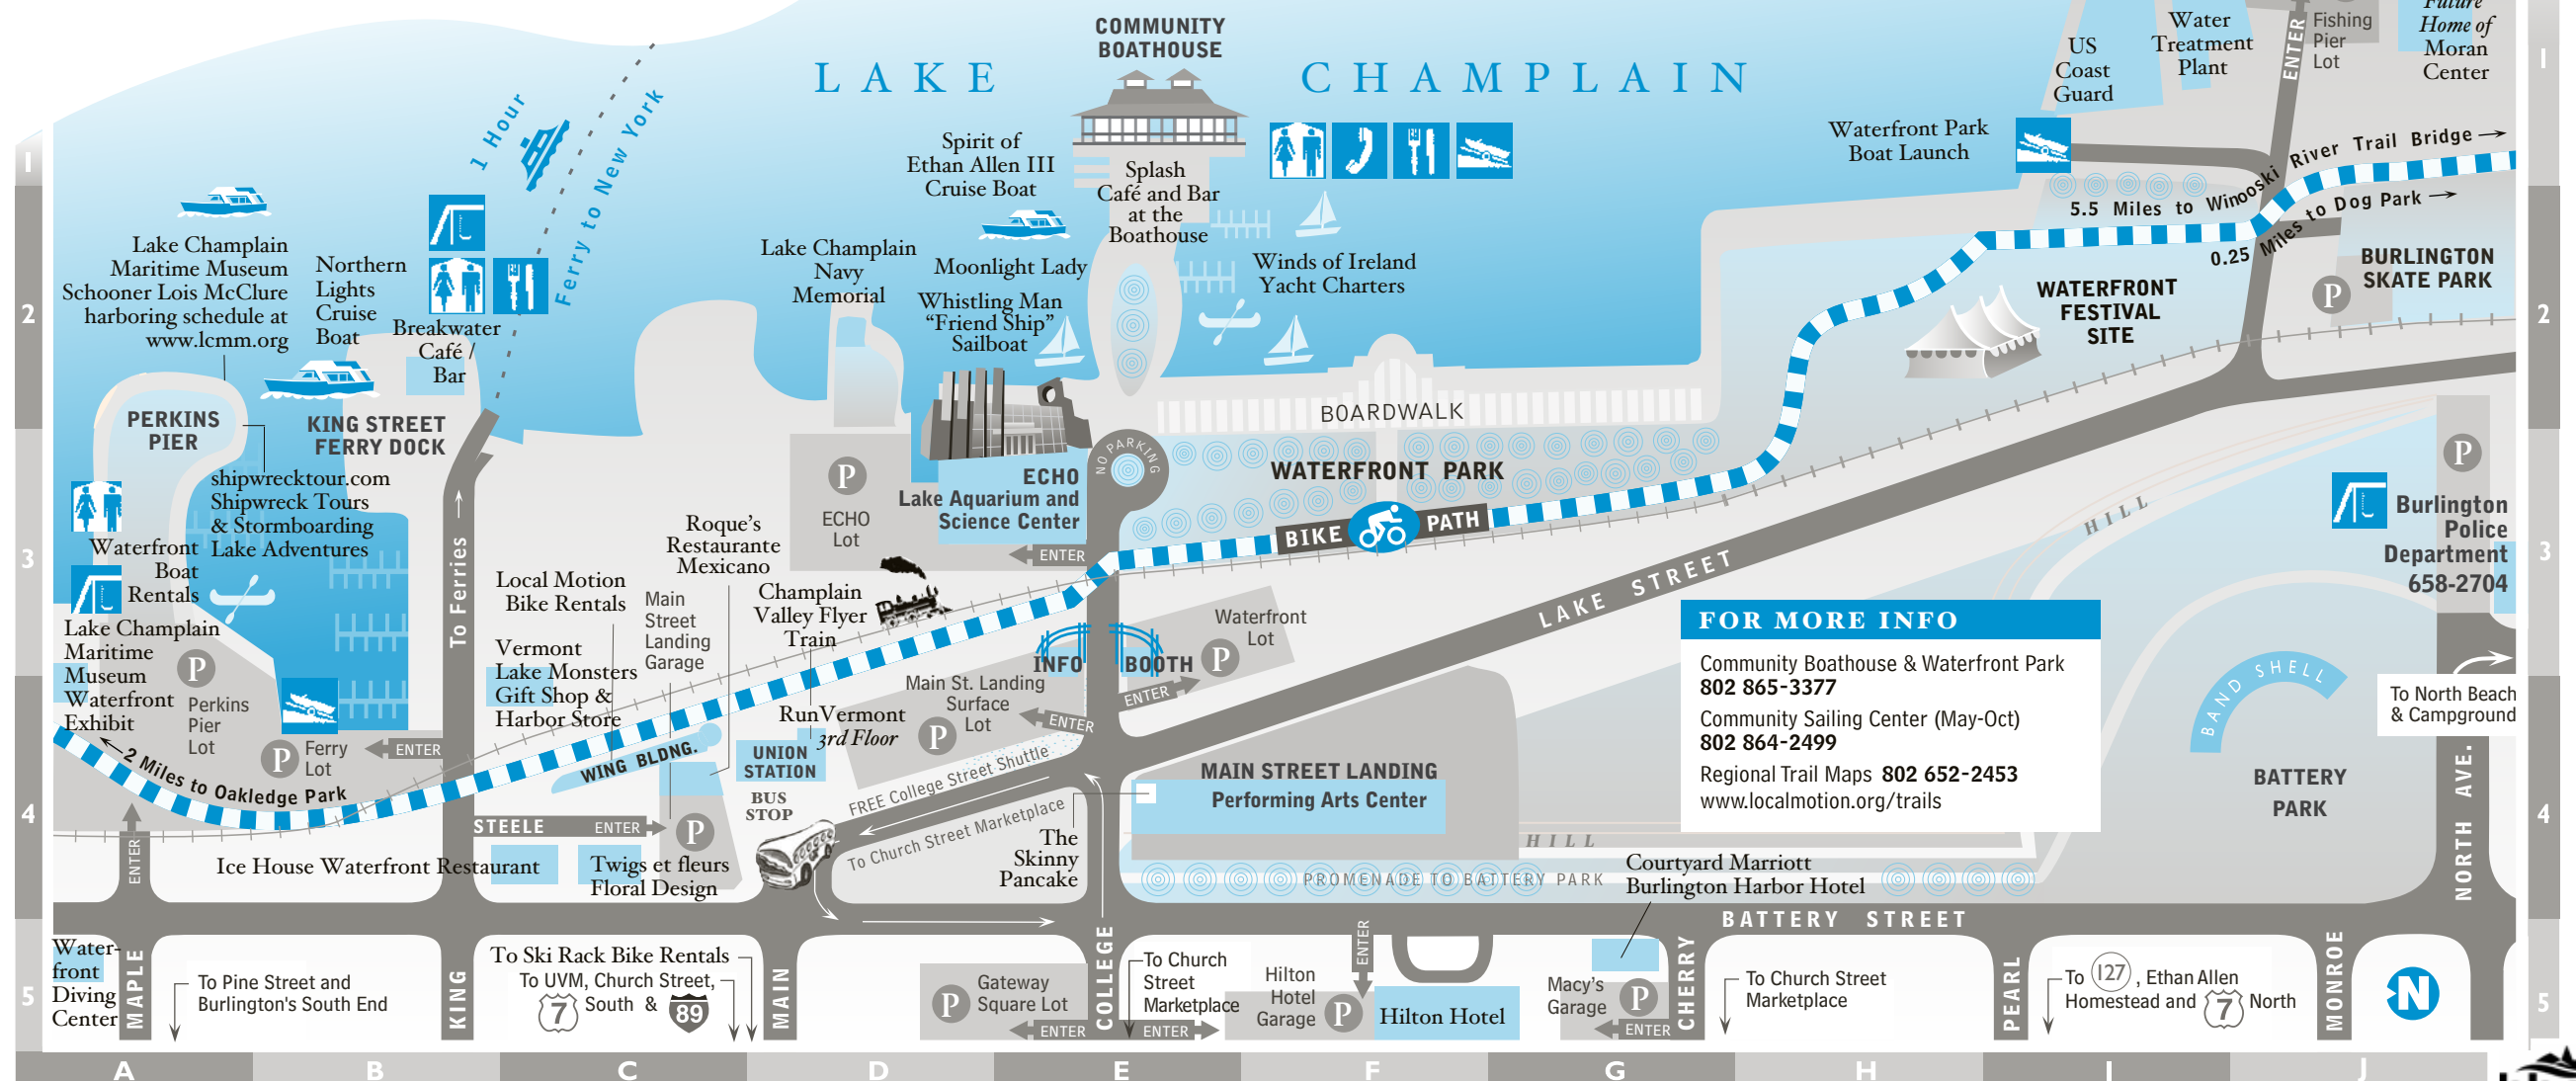 COMMUNITY
BOATHOUSE
LAKE CHAMPLAIN
US
Coast
Guard
Water
Treatment
Plant
ENTER
Fishing
Pier
Lot
Future
Home of
Moran
Center
1 Hour
Ferry to New York
Spirit of
Ethan Allen III
Cruise Boat
Splash
Café and Bar
at the
Boathouse
Waterfront Park
Boat Launch
5.5 Miles to Winooski River Trail Bridge
0.25 Miles to Dog Park
Lake Champlain
Maritime Museum
Schooner Lois McClure
harboring schedule at
www.lcmm.org
Northern
Lights
Cruise
Boat
Breakwater
Café /
Bar
Lake Champlain
Navy
Memorial
Moonlight Lady
Whistling Man
“Friend Ship”
Sailboat
Winds of Ireland
Yacht Charters
WATERFRONT
FESTIVAL
SITE
P
BURLINGTON
SKATE PARK
PERKINS
PIER
KING STREET
FERRY DOCK
BOARDWALK
NO PARKING
WATERFRONT PARK
BIKE PATH
ECHO
Lake Aquarium and
Science Center
P
ECHO
Lot
ENTER
shipwrecktour.com
Shipwreck Tours
& Stormboarding
Lake Adventures
To Ferries
Waterfront
Boat
Rentals
Lake Champlain
Maritime
Museum
Waterfront
Exhibit
P
Perkins
Pier
Lot
P
Ferry
Lot
ENTER
2 Miles to Oakledge Park
ENTER
Local Motion
Bike Rentals
Vermont
Lake Monsters
Gift Shop &
Harbor Store
Main
Street
Landing
Garage
Roque’s
Restaurante
Mexicano
Champlain
Valley Flyer
Train
RunVermont
3rd Floor
WING BLDNG.
UNION
STATION
BUS
STOP
Main St. Landing
Surface
Lot
P
ENTER
INFO BOOTH
Waterfront
Lot
P
ENTER
LAKE STREET
HILL
P
Burlington
Police
Department
658-2704
FOR MORE INFO
Community Boathouse & Waterfront Park
802 865-3377
Community Sailing Center (May-Oct)
802 864-2499
Regional Trail Maps 802 652-2453
www.localmotion.org/trails
BAND SHELL
BATTERY
PARK
To North Beach
& Campground
NORTH AVE.
FREE College Street Shuttle
To Church Street Marketplace
The
Skinny
Pancake
MAIN STREET LANDING
Performing Arts Center
HILL
PROMENADE TO BATTERY PARK
Courtyard Marriott
Burlington Harbor Hotel
STEELE ENTER
P
Ice House Waterfront Restaurant
Twigs et fleurs
Floral Design
BATTERY STREET
Water-
front
Diving
Center
MAPLE
To Pine Street and
Burlington's South End
KING
To Ski Rack Bike Rentals
To UVM, Church Street,
7 South & 89
MAIN
P
Gateway
Square Lot
ENTER
COLLEGE
To Church
Street
Marketplace
ENTER
Hilton
Hotel
Garage
P
ENTER
Hilton Hotel
Macy’s
Garage
P
ENTER
CHERRY
To Church Street
Marketplace
PEARL
To 127, Ethan Allen
Homestead and 7 North
MONROE
N
1
2
3
4
5
1
2
3
4
5
A B C D E F G H I J